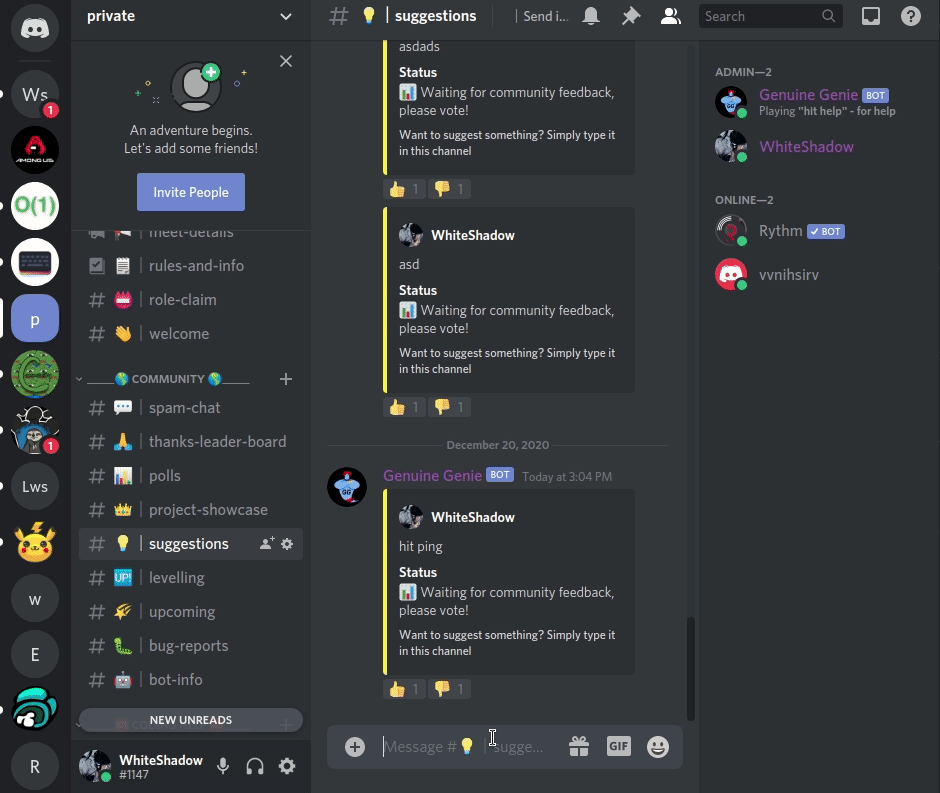 private
Ws
1
AMONG US
O(1)
p
1
Lws
w
E
R
An adventure begins.
Let's add some friends!
Invite People
meet-details
rules-and-info
role-claim
welcome
COMMUNITY
spam-chat
thanks-leader-board
polls
project-showcase
suggestions
UP!
levelling
upcoming
bug-reports
bot-info
NEW UNREADS
WhiteShadow
#1147
# | suggestions
Send i...
Search
asdads
Status
Waiting for community feedback,
please vote!
Want to suggest something? Simply type it
in this channel
👍 1 👎 1
WhiteShadow
asd
Status
Waiting for community feedback,
please vote!
Want to suggest something? Simply type it
in this channel
👍 1 👎 1
December 20, 2020
Genuine Genie BOT Today at 3:04 PM
GG
WhiteShadow
hit ping
Status
Waiting for community feedback,
please vote!
Want to suggest something? Simply type it
in this channel
👍 1 👎 1
Message #💡 | sugge...
GIF
ADMIN—2
Genuine Genie BOT
Playing "hit help" - for help
WhiteShadow
ONLINE—2
Rythm ✓ BOT
vvnihsirv